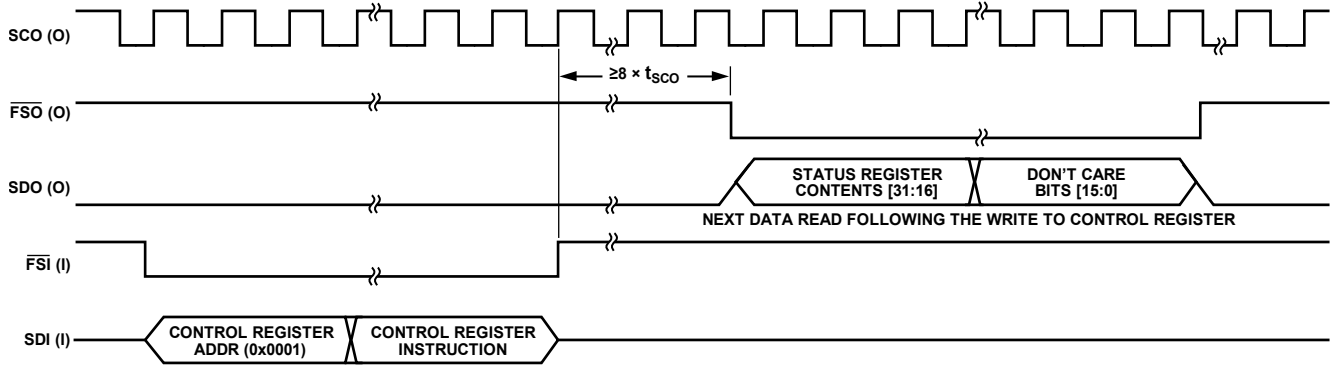 SCO (O)
≥8 × tSCO
FSO (O)
SDO (O)
STATUS REGISTER
CONTENTS [31:16]
DON'T CARE
BITS [15:0]
NEXT DATA READ FOLLOWING THE WRITE TO CONTROL REGISTER
FSI (I)
SDI (I)
CONTROL REGISTER
ADDR (0x0001)
CONTROL REGISTER
INSTRUCTION